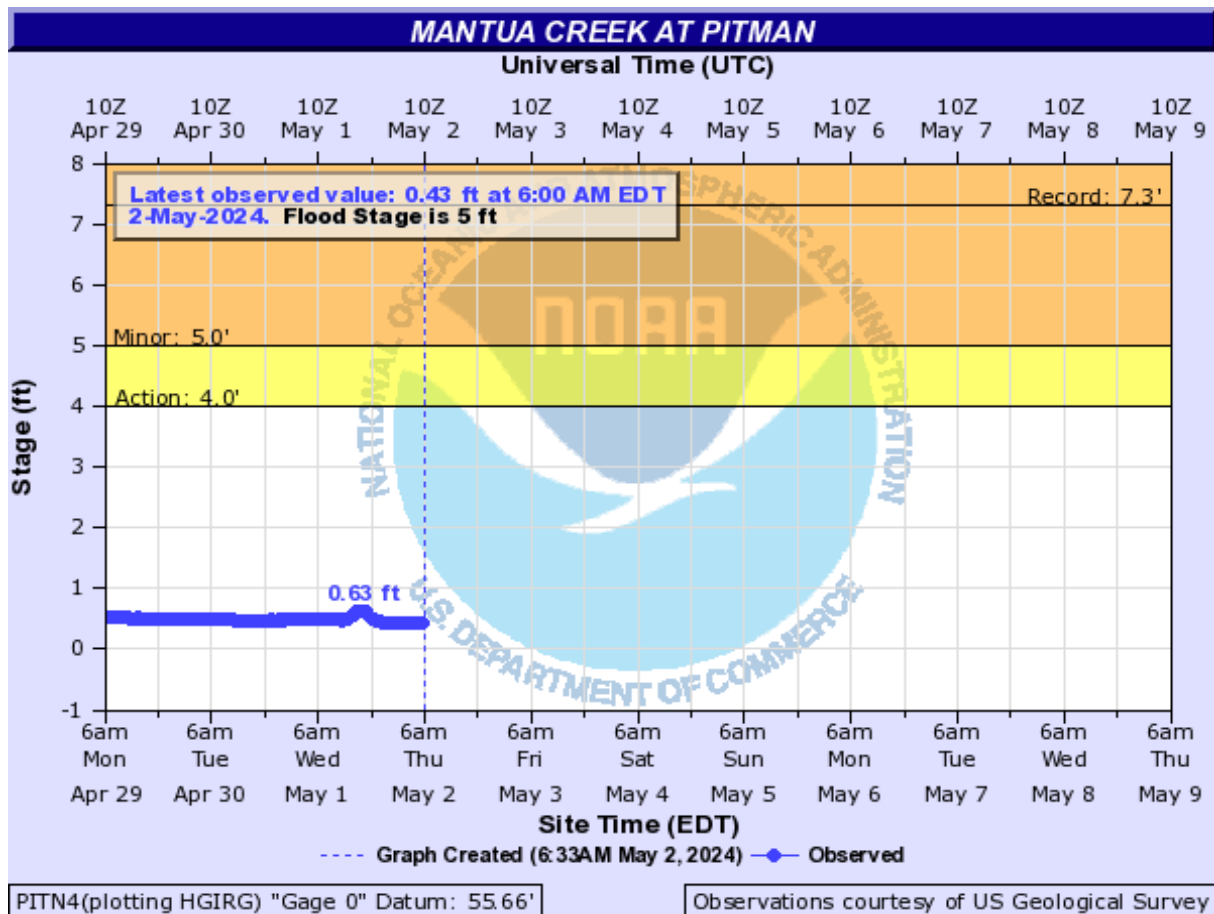 MANTUA CREEK AT PITMAN
Universal Time (UTC)
10Z 10Z 10Z 10Z 10Z 10Z 10Z 10Z 10Z 10Z 10Z
Apr 29 Apr 30 May 1 May 2 May 3 May 4 May 5 May 6 May 7 May 8 May 9
8
Latest observed value: 0.43 ft at 6:00 AM EDT
2-May-2024. Flood Stage is 5 ft
Record: 7.3'
7
6
Minor: 5.0'
5
Action: 4.0'
4
3
2
1
0
-1
Stage (ft)
0.63 ft
NATIONAL OCEANIC AND ATMOSPHERIC ADMINISTRATION
NOAA
U.S. DEPARTMENT OF COMMERCE
6am 6am 6am 6am 6am 6am 6am 6am 6am 6am 6am
Mon Tue Wed Thu Fri Sat Sun Mon Tue Wed Thu
Apr 29 Apr 30 May 1 May 2 May 3 May 4 May 5 May 6 May 7 May 8 May 9
Site Time (EDT)
Graph Created (6:33AM May 2, 2024) Observed
PITN4(plotting HGIRG) "Gage 0" Datum: 55.66'
Observations courtesy of US Geological Survey